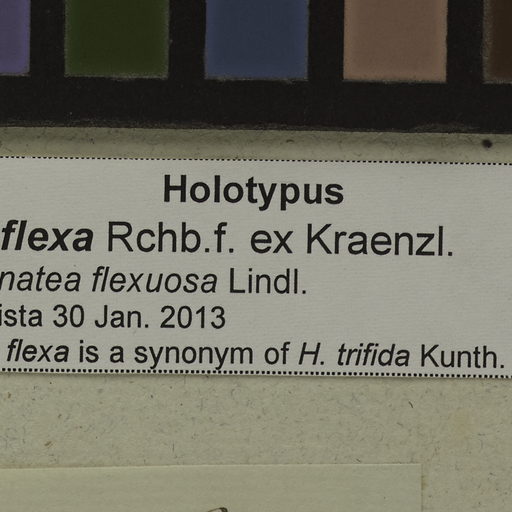 Holotypus
flexa Rchb.f. ex Kraenzl.
natea flexuosa Lindl.
ista 30 Jan. 2013
flexa is a synonym of H. trifida Kunth.